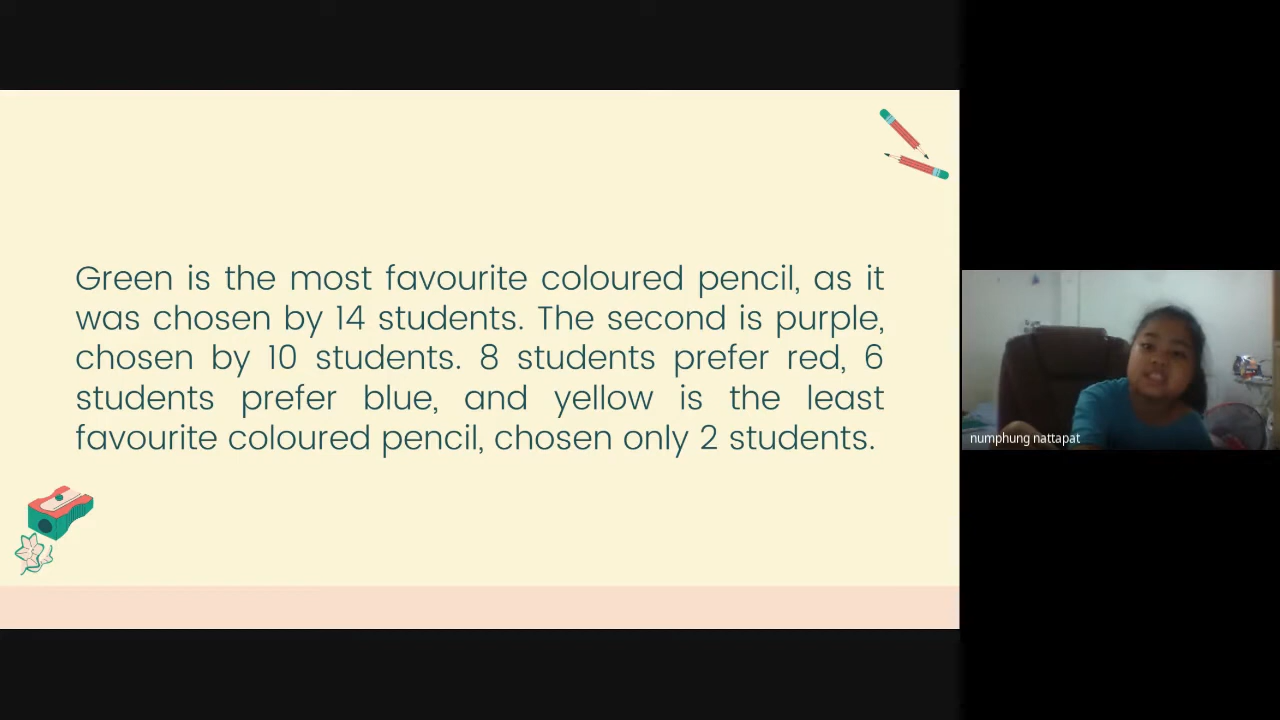 Green is the most favourite coloured pencil, as it
was chosen by 14 students. The second is purple,
chosen by 10 students. 8 students prefer red, 6
students prefer blue, and yellow is the least
favourite coloured pencil, chosen only 2 students.
numphung nattapat